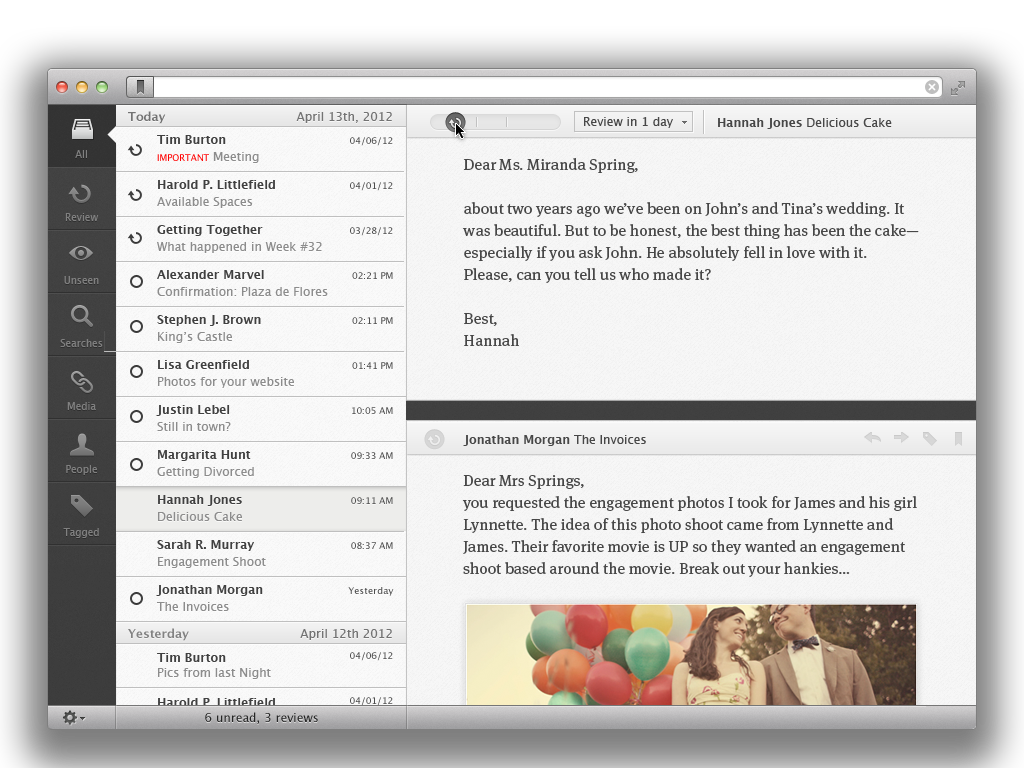 All
Review
Unseen
Searches
Media
People
Tagged
Today April 13th, 2012
Tim Burton 04/06/12
IMPORTANT Meeting
Harold P. Littlefield 04/01/12
Available Spaces
Getting Together 03/28/12
What happened in Week #32
Alexander Marvel 02:21 PM
Confirmation: Plaza de Flores
Stephen J. Brown 02:11 PM
King's Castle
Lisa Greenfield 01:41 PM
Photos for your website
Justin Lebel 10:05 AM
Still in town?
Margarita Hunt 09:33 AM
Getting Divorced
Hannah Jones 09:11 AM
Delicious Cake
Sarah R. Murray 08:37 AM
Engagement Shoot
Jonathan Morgan Yesterday
The Invoices
Yesterday April 12th 2012
Tim Burton 04/06/12
Pics from last Night
Harold P. Littlefield 04/01/12
6 unread, 3 reviews
Review in 1 day
Hannah Jones Delicious Cake
Dear Ms. Miranda Spring,
about two years ago we've been on John's and Tina's wedding. It
was beautiful. But to be honest, the best thing has been the cake—
especially if you ask John. He absolutely fell in love with it.
Please, can you tell us who made it?
Best,
Hannah
Jonathan Morgan The Invoices
Dear Mrs Springs,
you requested the engagement photos I took for James and his girl
Lynnette. The idea of this photo shoot came from Lynnette and
James. Their favorite movie is UP so they wanted an engagement
shoot based around the movie. Break out your hankies...